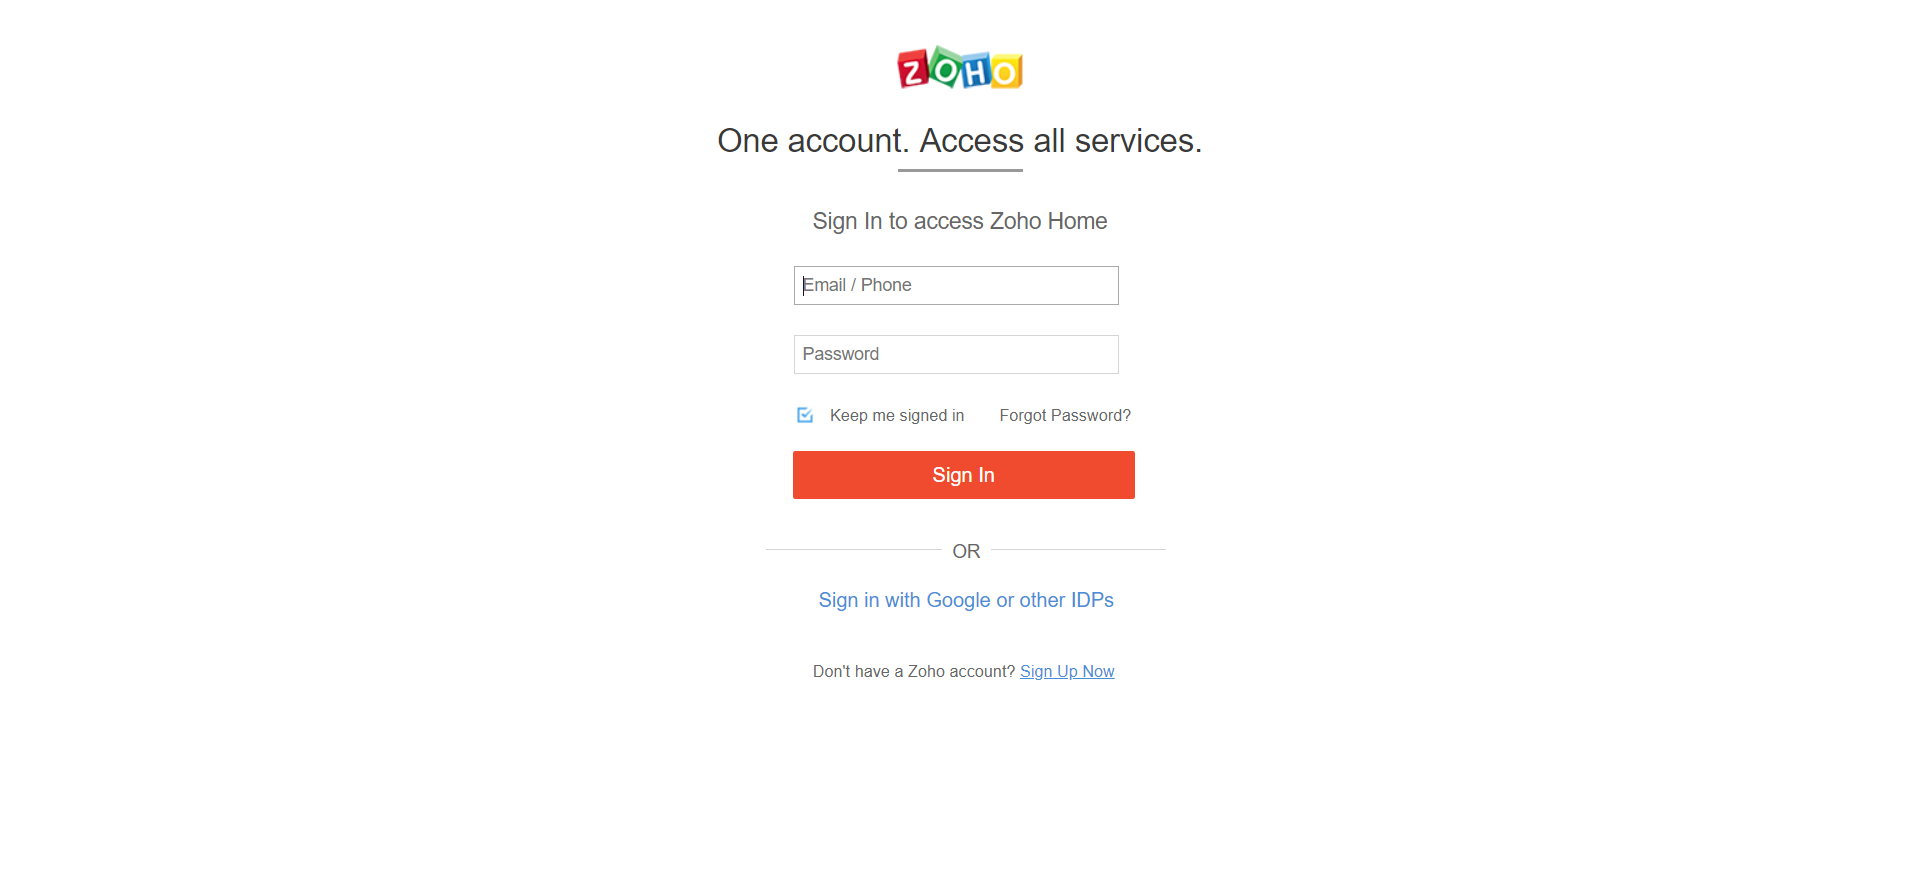 ZOHO
One account. Access all services.
Sign In to access Zoho Home
Email / Phone
Password
Keep me signed in Forgot Password?
Sign In
OR
Sign in with Google or other IDPs
Don't have a Zoho account? Sign Up Now